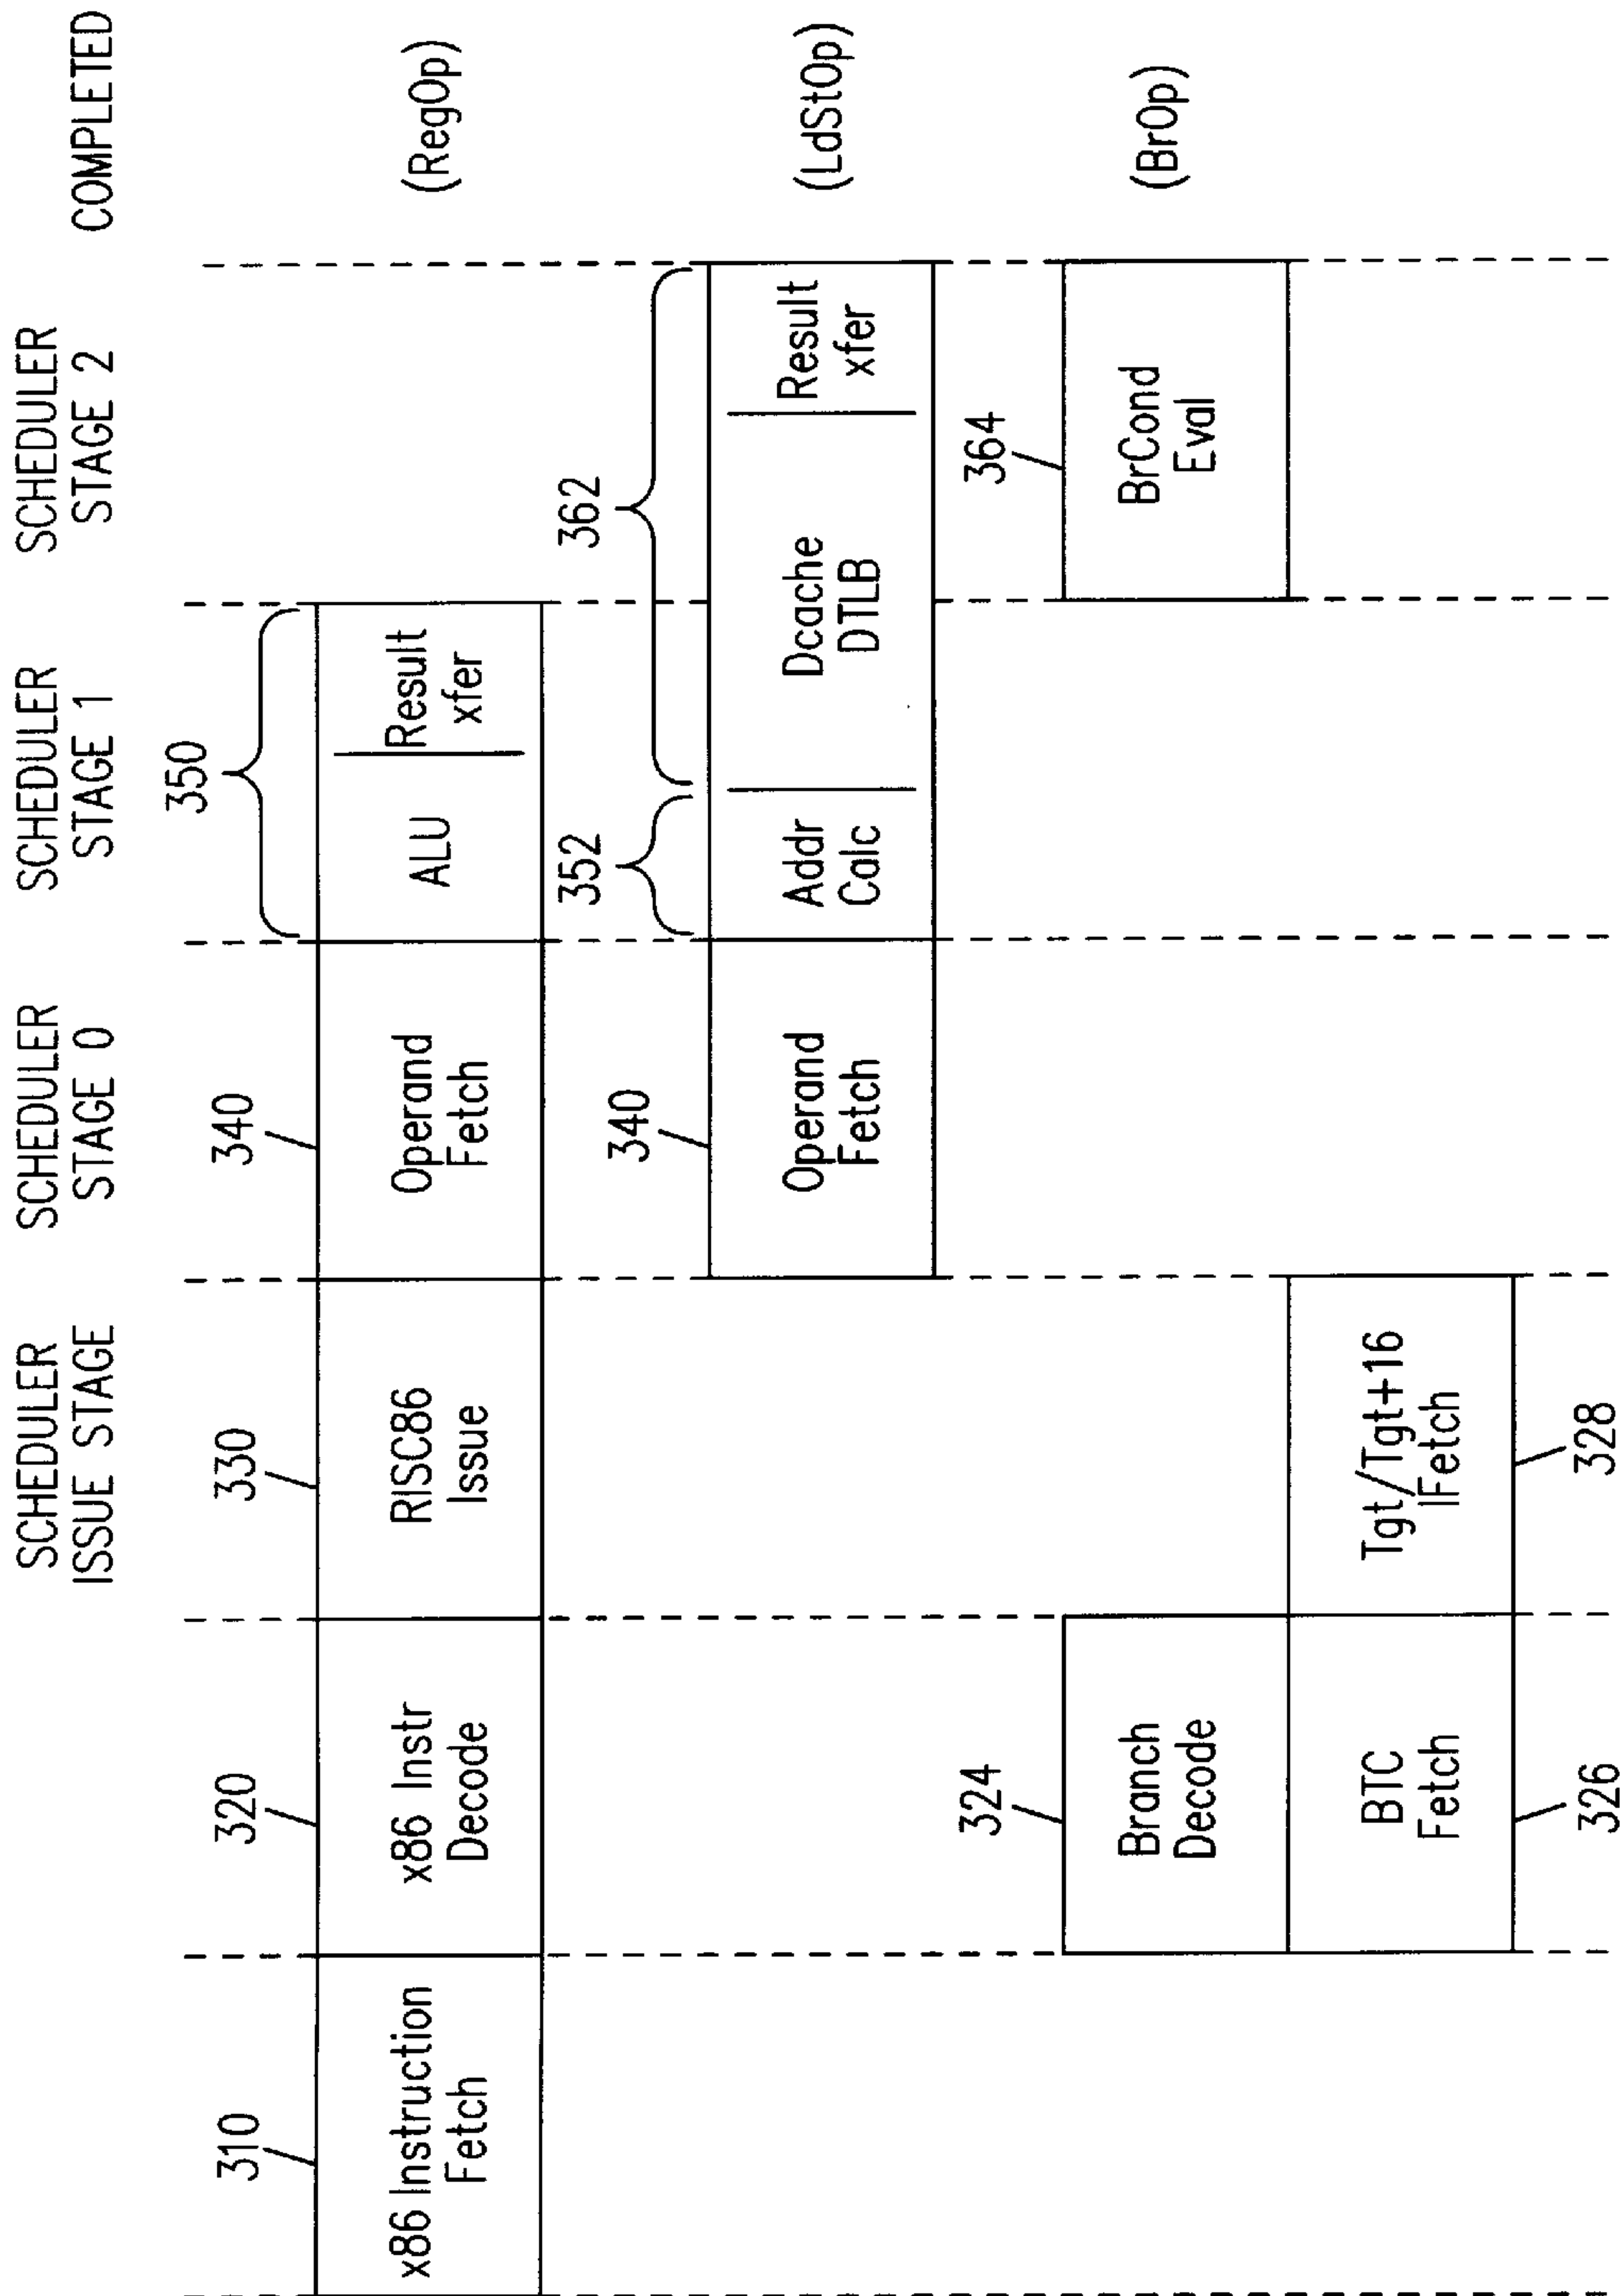 SCHEDULER
ISSUE STAGE
SCHEDULER
STAGE 0
SCHEDULER
STAGE 1
SCHEDULER
STAGE 2
COMPLETED
310
320
330
340
350
x86 Instruction
Fetch
x86 Instr
Decode
RISC86
Issue
Operand
Fetch
ALU
Result
xfer
(RegOp)
340
352
362
Operand
Fetch
Addr
Calc
Dcache
DTLB
Result
xfer
(LdStOp)
324
364
Branch
Decode
BrCond
Eval
(BrOp)
BTC
Fetch
Tgt/Tgt+16
IFetch
326
328